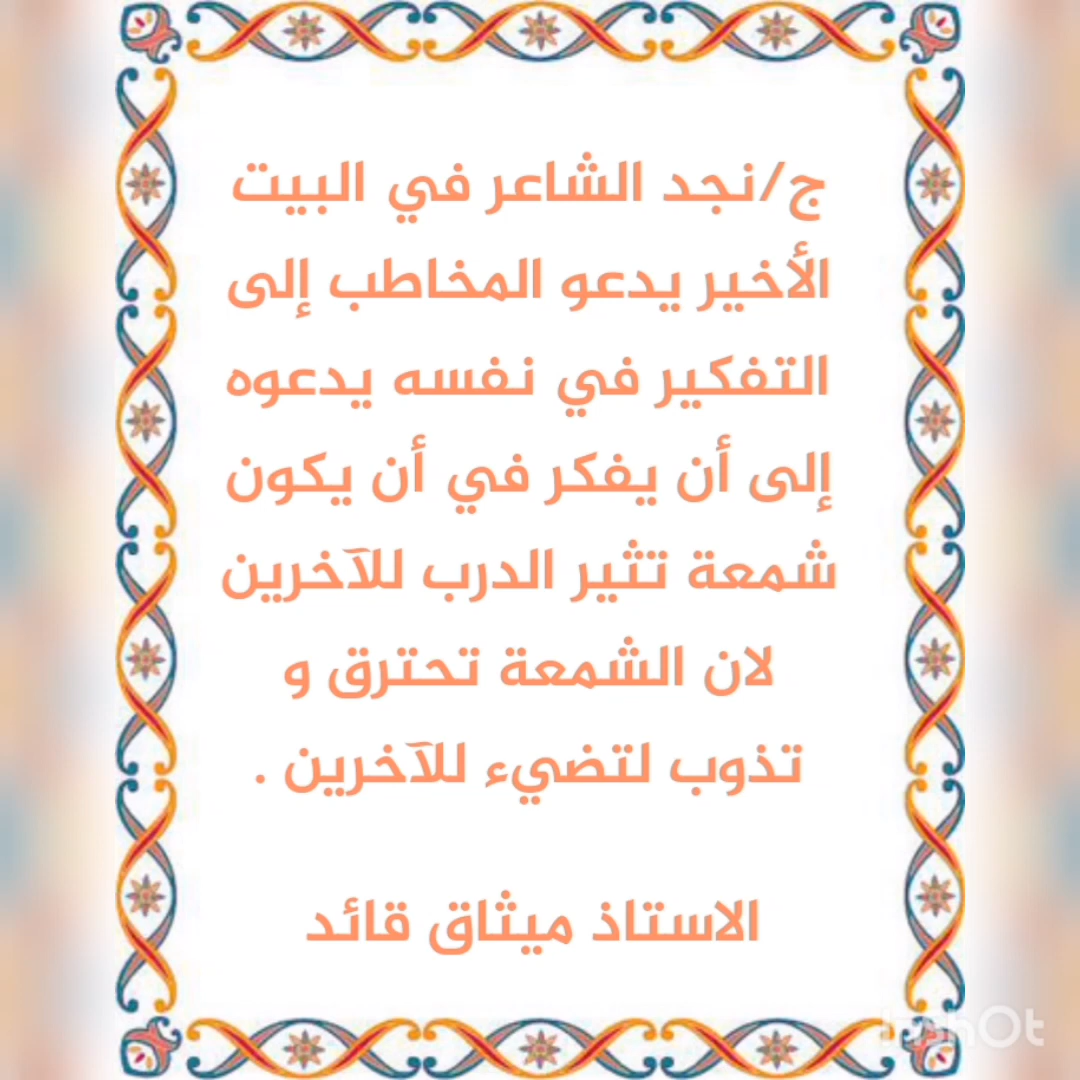 ج/نجد الشاعر في البيت
الأخير يدعو المخاطب إلى
التفكير في نفسه يدعوه
إلى أن يفكر في أن يكون
شمعة تثير الدرب للآخرين
لان الشمعة تحترق و
تذوب لتضيء للآخرين .
الاستاذ ميثاق قائد
InshOt